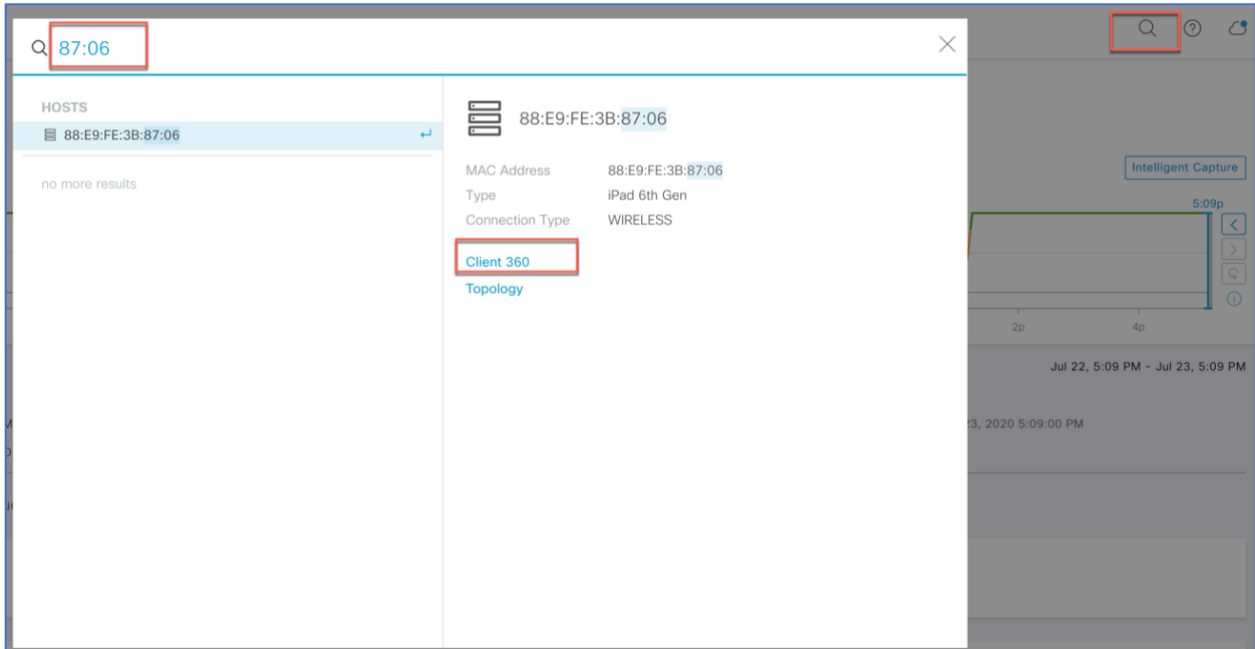 87:06
HOSTS
88:E9:FE:3B:87:06
no more results
88:E9:FE:3B:87:06
MAC Address 88:E9:FE:3B:87:06
Type iPad 6th Gen
Connection Type WIRELESS
Client 360
Topology
Intelligent Capture
5:09p
2p 4p
Jul 22, 5:09 PM - Jul 23, 5:09 PM
23, 2020 5:09:00 PM